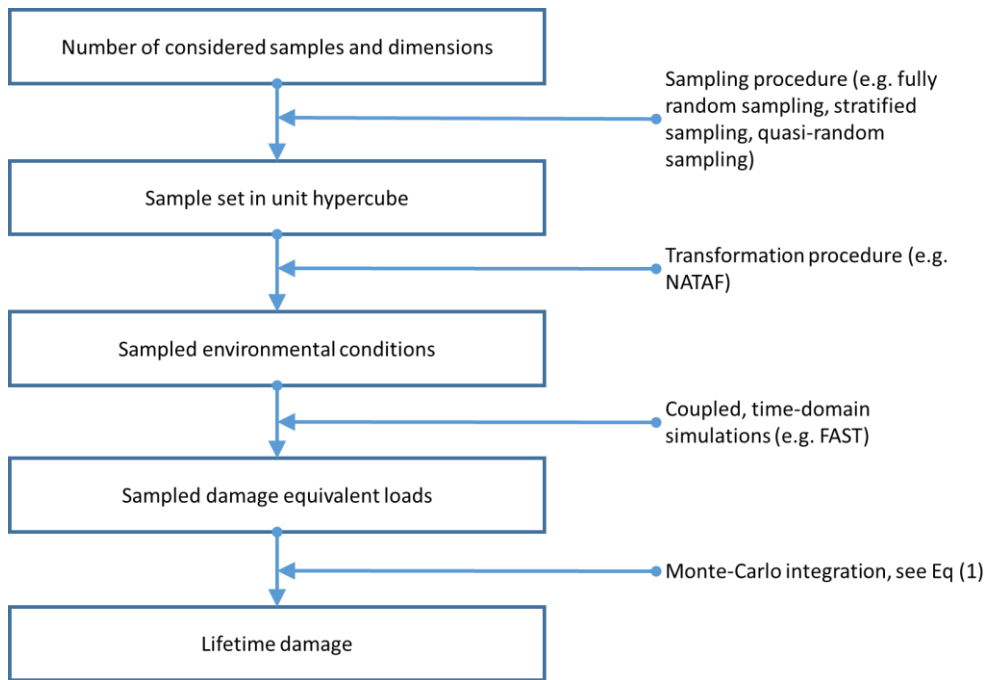 Number of considered samples and dimensions
Sampling procedure (e.g. fully
random sampling, stratified
sampling, quasi-random
sampling)
Sample set in unit hypercube
Transformation procedure (e.g.
NATAF)
Sampled environmental conditions
Coupled, time-domain
simulations (e.g. FAST)
Sampled damage equivalent loads
Monte-Carlo integration, see Eq (1)
Lifetime damage